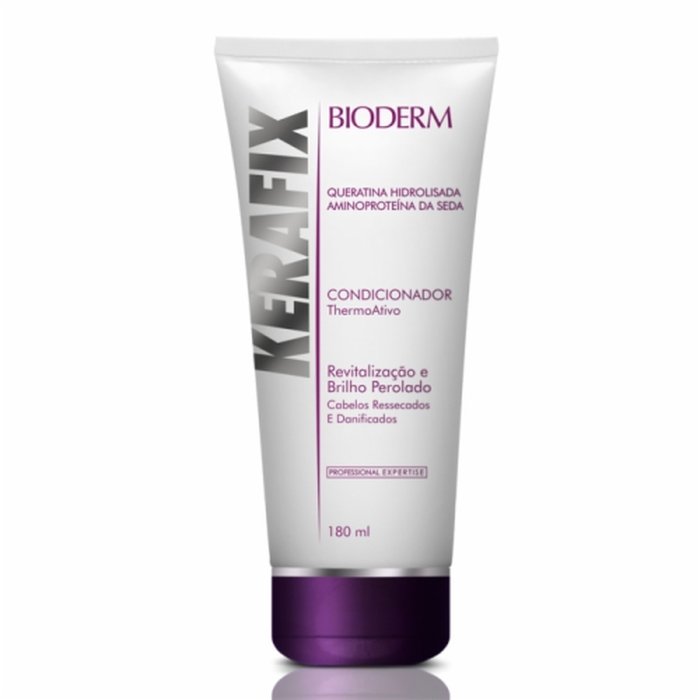 KERAFIX
BIODERM
QUERATINA HIDROLISADA
AMINOPROTEÍNA DA SEDA
CONDICIONADOR
ThermoAtivo
Revitalização e
Brilho Perolado
Cabelos Ressecados
E Danificados
PROFESSIONAL EXPERTISE
180 ml